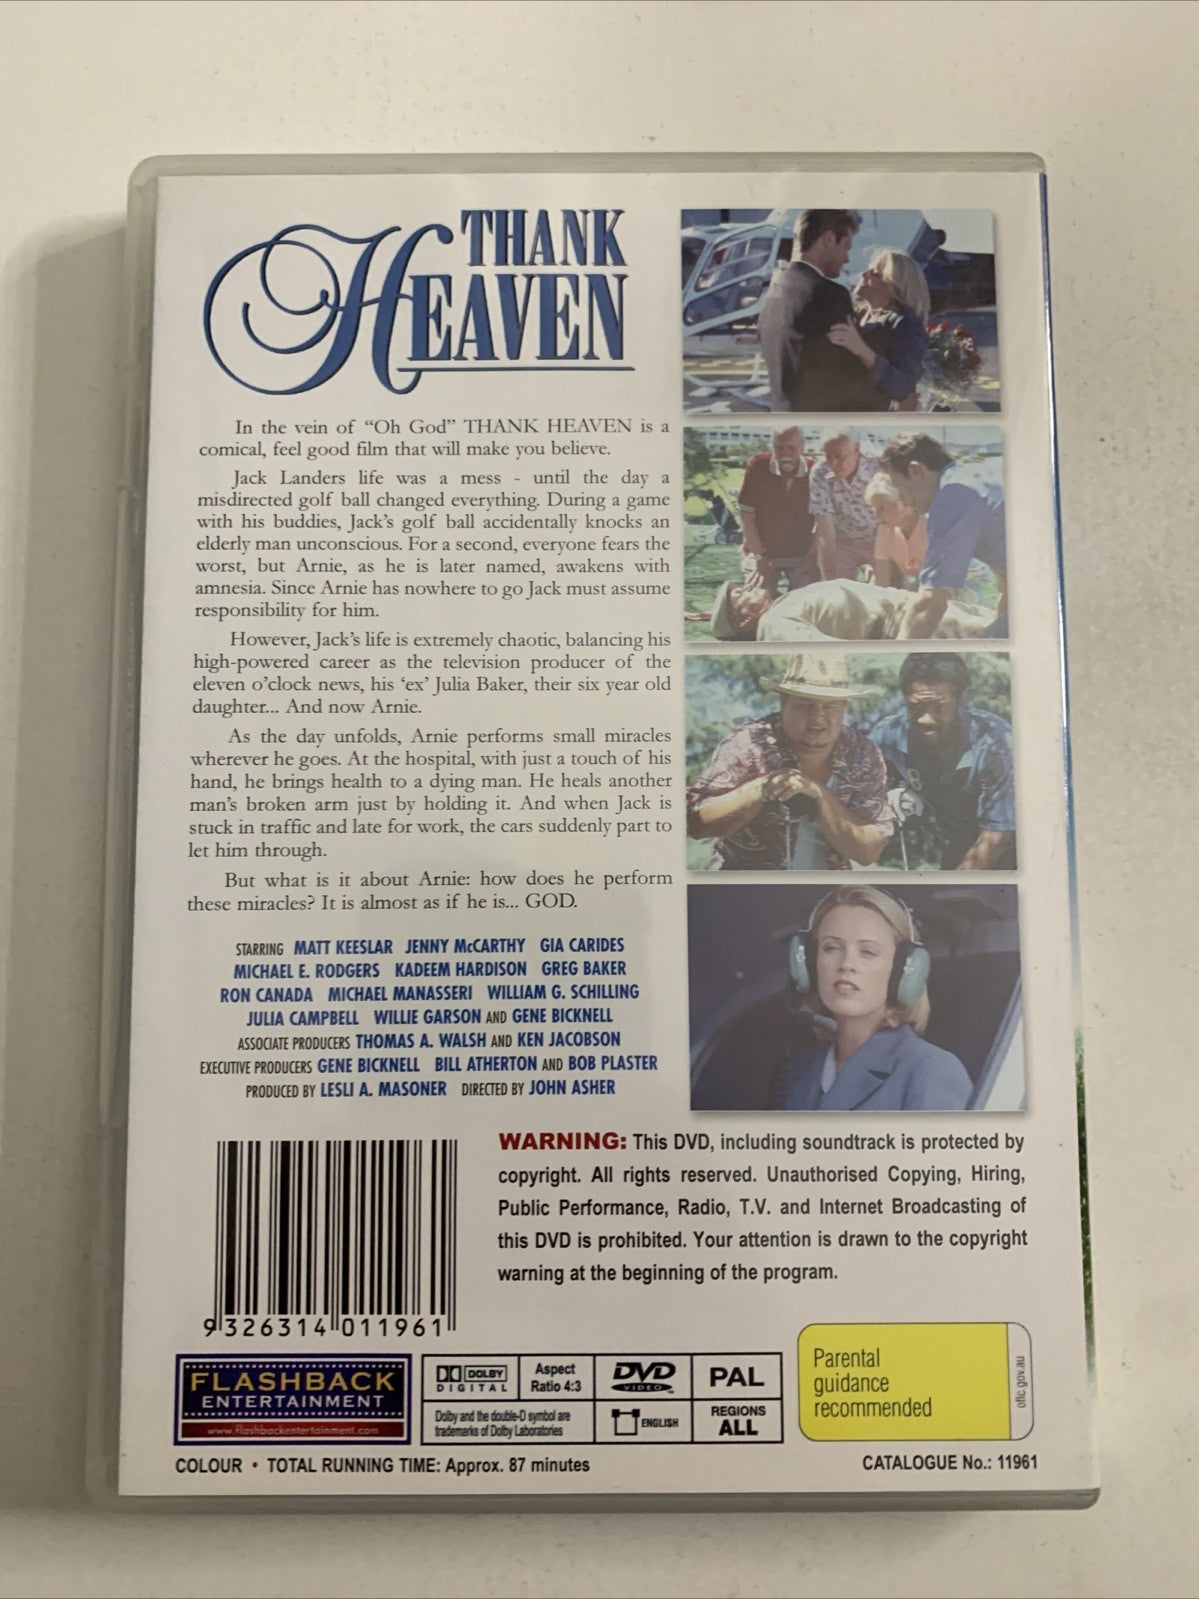 THANK
HEAVEN
In the vein of “Oh God” THANK HEAVEN is a
comical, feel good film that will make you believe.
Jack Landers life was a mess - until the day a
misdirected golf ball changed everything. During a game
with his buddies, Jack's golf ball accidentally knocks an
elderly man unconscious. For a second, everyone fears the
worst, but Arnie, as he is later named, awakens with
amnesia. Since Arnie has nowhere to go Jack must assume
responsibility for him.
However, Jack's life is extremely chaotic, balancing his
high-powered career as the television producer of the
eleven o'clock news, his ‘ex’ Julia Baker, their six year old
daughter... And now Arnie.
As the day unfolds, Arnie performs small miracles
wherever he goes. At the hospital, with just a touch of his
hand, he brings health to a dying man. He heals another
man's broken arm just by holding it. And when Jack is
stuck in traffic and late for work, the cars suddenly part to
let him through.
But what is it about Arnie: how does he perform
these miracles? It is almost as if he is... GOD.
STARRING MATT KEESLAR JENNY McCARTHY GIA CARIDES
MICHAEL E. RODGERS KADEEM HARDISON GREG BAKER
RON CANADA MICHAEL MANASSERI WILLIAM G. SCHILLING
JULIA CAMPBELL WILLIE GARSON AND GENE BICKNELL
ASSOCIATE PRODUCERS THOMAS A. WALSH AND KEN JACOBSON
EXECUTIVE PRODUCERS GENE BICKNELL BILL ATHERTON AND BOB PLASTER
PRODUCED BY LESLI A. MASONER DIRECTED BY JOHN ASHER
WARNING: This DVD, including soundtrack is protected by
copyright. All rights reserved. Unauthorised Copying, Hiring,
Public Performance, Radio, T.V. and Internet Broadcasting of
this DVD is prohibited. Your attention is drawn to the copyright
warning at the beginning of the program.
9 326314 011961
FLASHBACK
ENTERTAINMENT
www.flashbackentertainment.com
DOLBY
DIGITAL
Aspect
Ratio 4:3
DVD
VIDEO
PAL
Dolby and the double-D symbol are
trademarks of Dolby Laboratories
ENGLISH
REGIONS
ALL
Parental
guidance
recommended
oflc.gov.au
COLOUR • TOTAL RUNNING TIME: Approx. 87 minutes
CATALOGUE No.: 11961